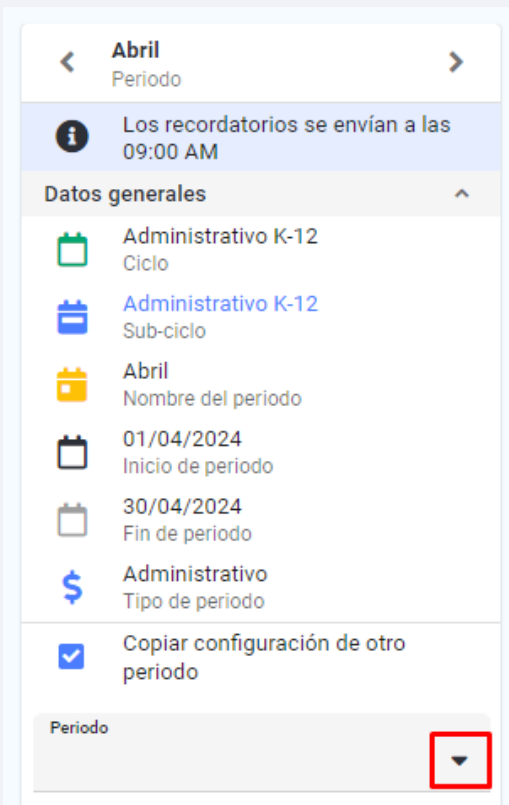 Abril
Periodo
Los recordatorios se envían a las
09:00 AM
Datos generales
Administrativo K-12
Ciclo
Administrativo K-12
Sub-ciclo
Abril
Nombre del periodo
01/04/2024
Inicio de periodo
30/04/2024
Fin de periodo
$
Administrativo
Tipo de periodo
Copiar configuración de otro
periodo
Periodo